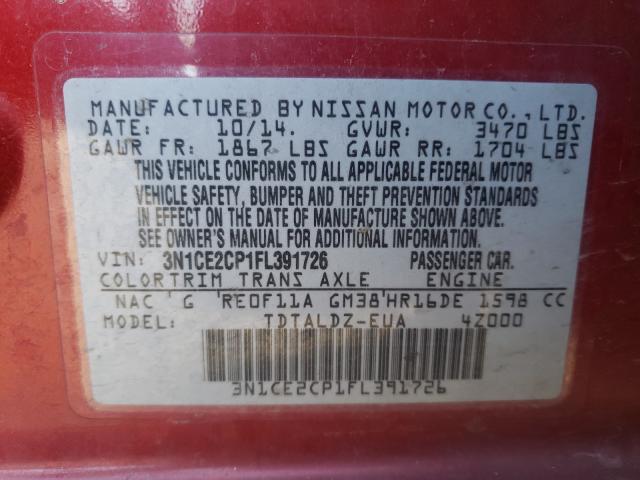 MANUFACTURED BY NISSAN MOTOR CO., LTD.
DATE: 10/14. GVWR: 3470 LBS
GAWR FR: 1867 LBS GAWR RR: 1704 LBS
THIS VEHICLE CONFORMS TO ALL APPLICABLE FEDERAL MOTOR
VEHICLE SAFETY, BUMPER AND THEFT PREVENTION STANDARDS
IN EFFECT ON THE DATE OF MANUFACTURE SHOWN ABOVE.
SEE OWNER'S MANUAL FOR ADDITIONAL INFORMATION.
VIN: 3N1CE2CP1FL391726 PASSENGER CAR.
COLOR TRIM TRANS AXLE ENGINE
NAC G RE0F11A GM38 HR16DE 1598 CC
MODEL: TDTALDZ-EUA 4Z000
3N1CE2CP1FL391726